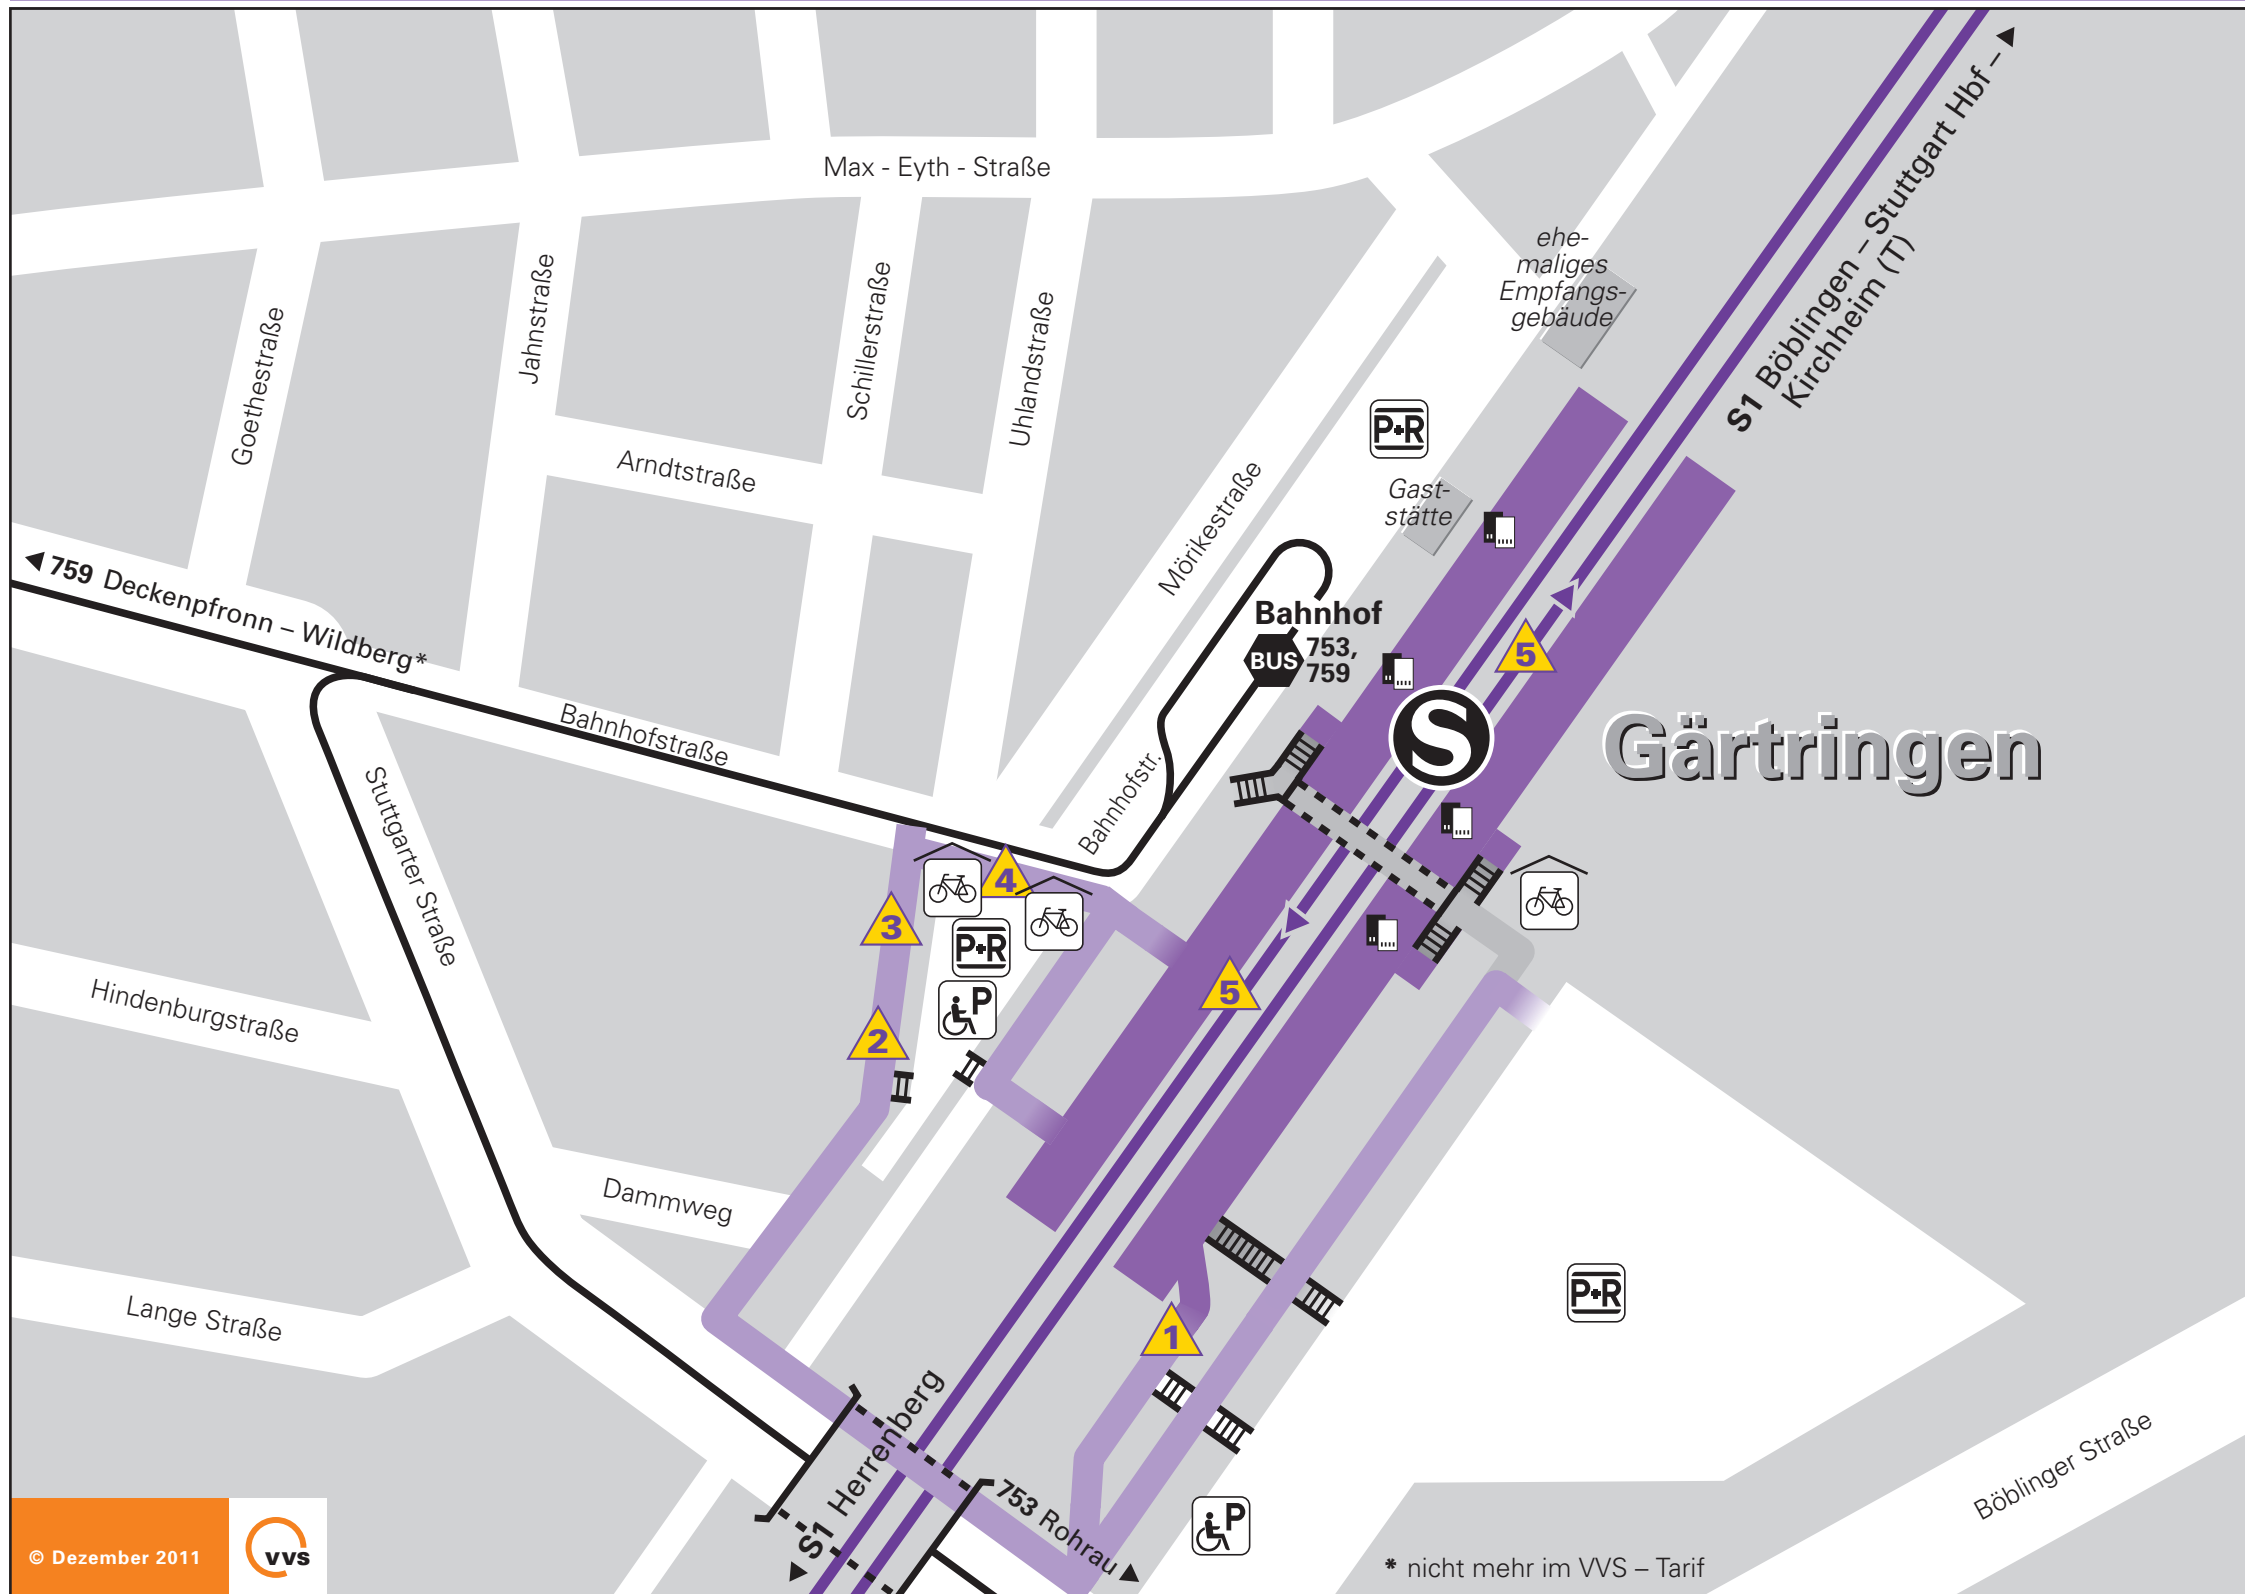 Max - Eyth - Straße
ehe-
maliges
Empfangs-
gebäude
S1 Böblingen – Stuttgart Hbf –
Kirchheim (T)
Goethestraße
Jahnstraße
Schillerstraße
Uhlandstraße
Arndtstraße
Mörikestraße
P+R
Gast-
stätte
759 Deckenpfronn – Wildberg*
Bahnhof
BUS
753,
759
5
S
Gärtringen
Bahnhofstraße
Bahnhofstr.
Stuttgarter Straße
4
3
P+R
5
P
2
Hindenburgstraße
Dammweg
Lange Straße
P+R
1
S1 Herrenberg
753 Rohrau
P
Böblinger Straße
© Dezember 2011
VVS
* nicht mehr im VVS – Tarif